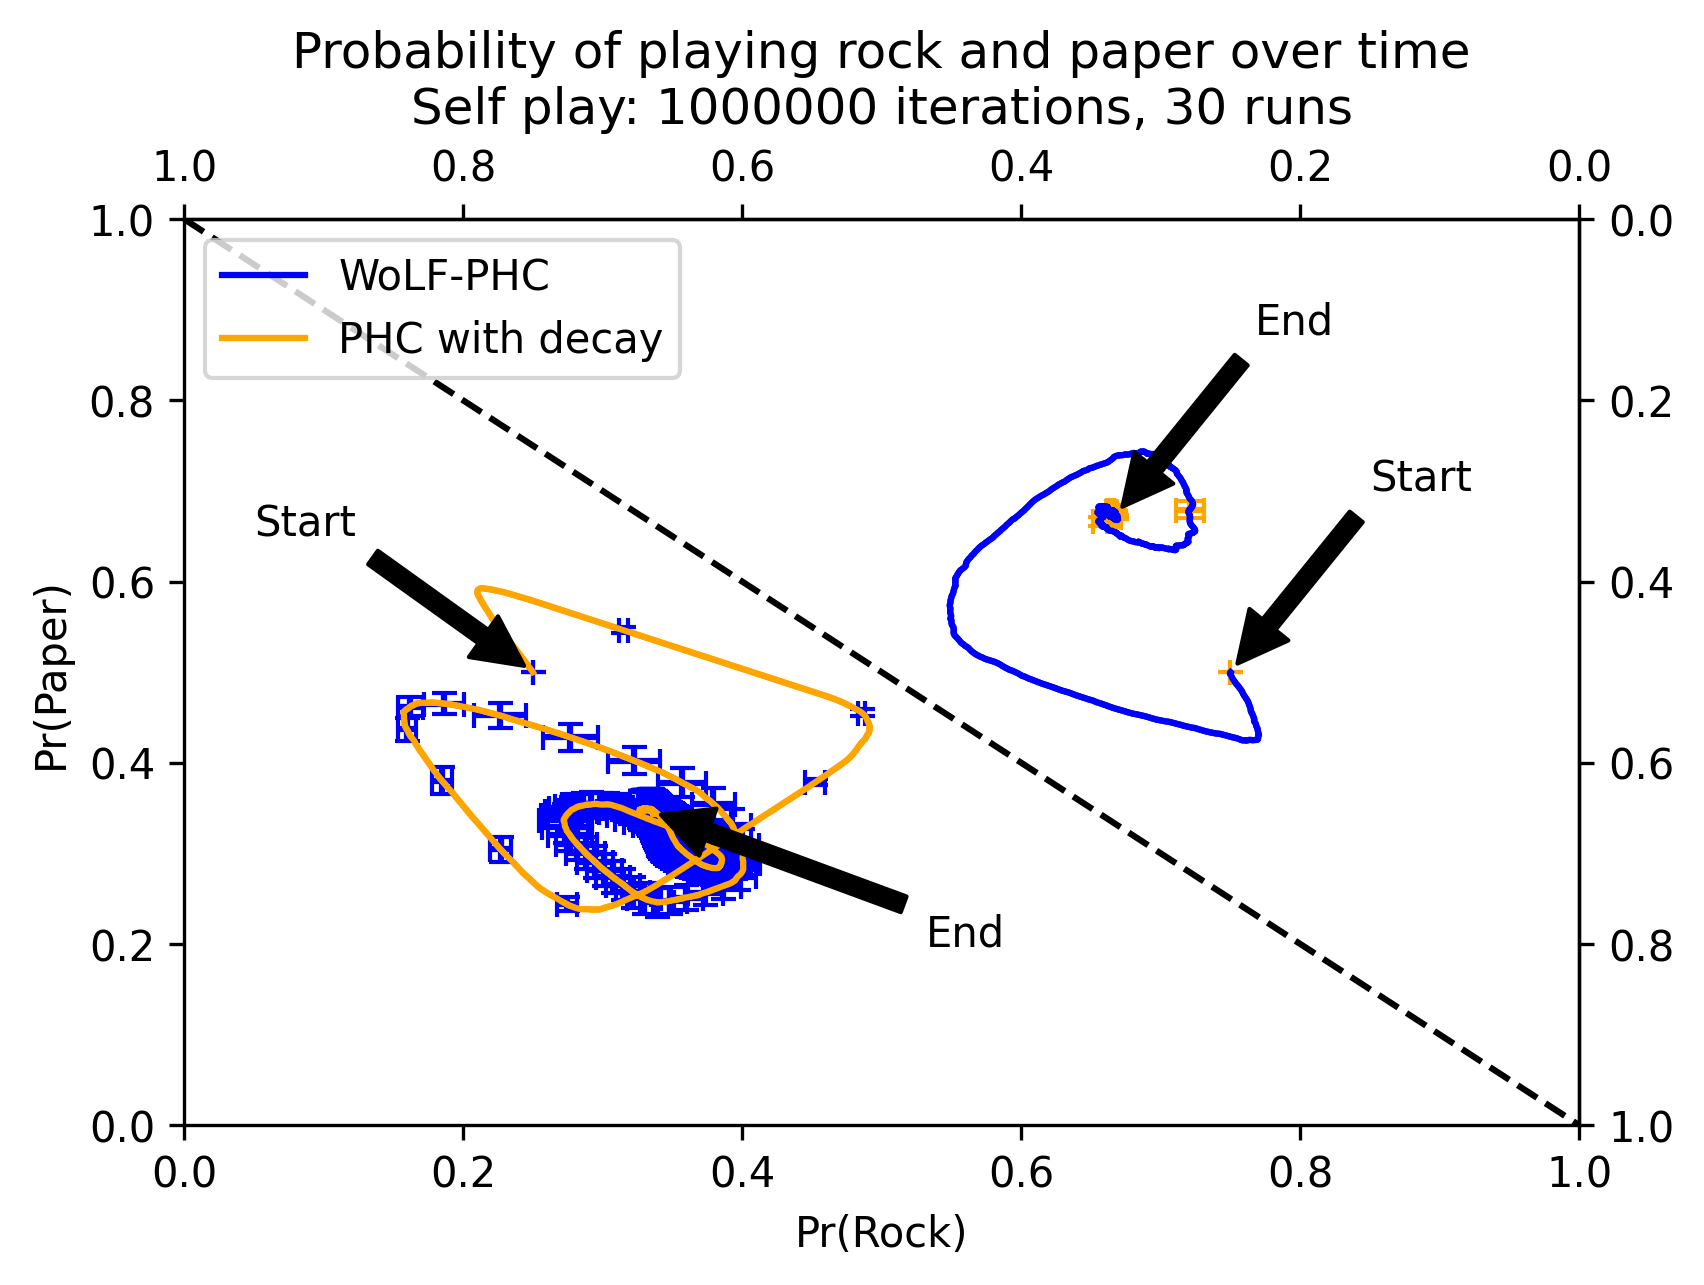 Probability of playing rock and paper over time
Self play: 1000000 iterations, 30 runs
1.0 0.8 0.6 0.4 0.2 0.0
1.0
0.8
0.6
0.4
0.2
0.0
Pr(Paper)
WoLF-PHC
PHC with decay
End
Start
Start
End
0.0
0.2
0.4
0.6
0.8
1.0
0.0 0.2 0.4 0.6 0.8 1.0
Pr(Rock)